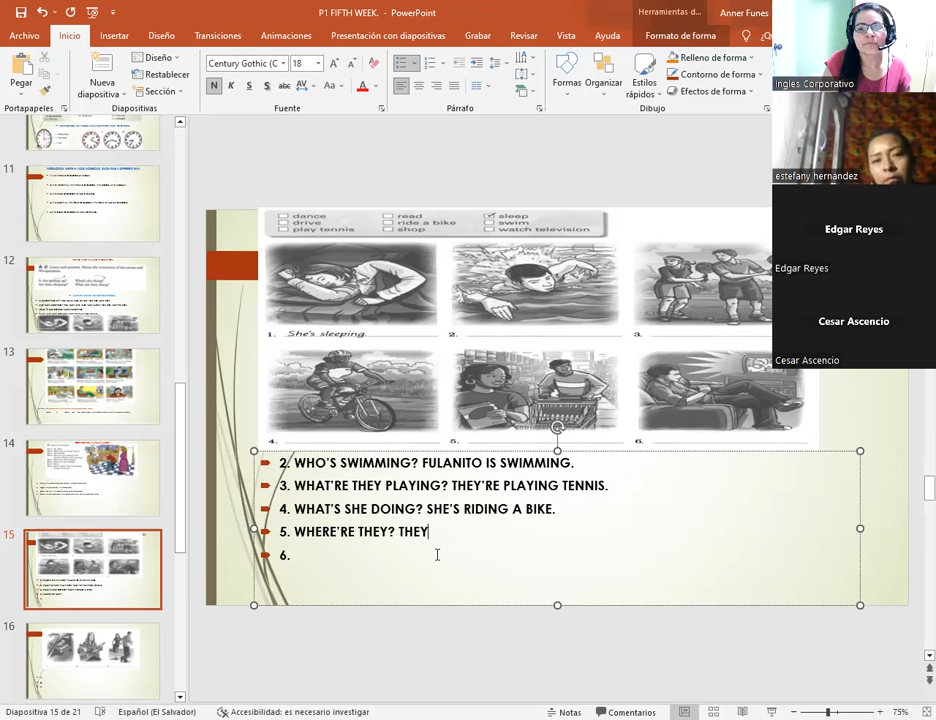 P1 FIFTH WEEK. - PowerPoint
Herramientas d...
Anner Funes
Archivo Inicio Insertar Diseño Transiciones Animaciones Presentación con diapositivas Grabar Revisar Vista Ayuda Formato de forma
Pegar
Nueva diapositiva
Diseño
Restablecer
Sección
Century Gothic (C
18
N K S abc AV Aa A
Formas
Organizar
Estilos rápidos
Relleno de forma
Contorno de forma
Efectos de forma
Portapapeles Diapositivas Fuente Párrafo Dibujo
Ingles Corporativo
estefany hernandez
Edgar Reyes
Edgar Reyes
Cesar Ascencio
Cesar Ascencio
11
12
13
14
15
16
dance read sleep
drive ride a bike swim
play tennis shop watch television
1. She's sleeping. 2. 3.
4. 5. 6.
2. WHO'S SWIMMING? FULANITO IS SWIMMING.
3. WHAT'RE THEY PLAYING? THEY'RE PLAYING TENNIS.
4. WHAT'S SHE DOING? SHE'S RIDING A BIKE.
5. WHERE'RE THEY? THEY
6.
Diapositiva 15 de 21 Español (El Salvador) Accesibilidad: es necesario investigar Notas Comentarios 75%